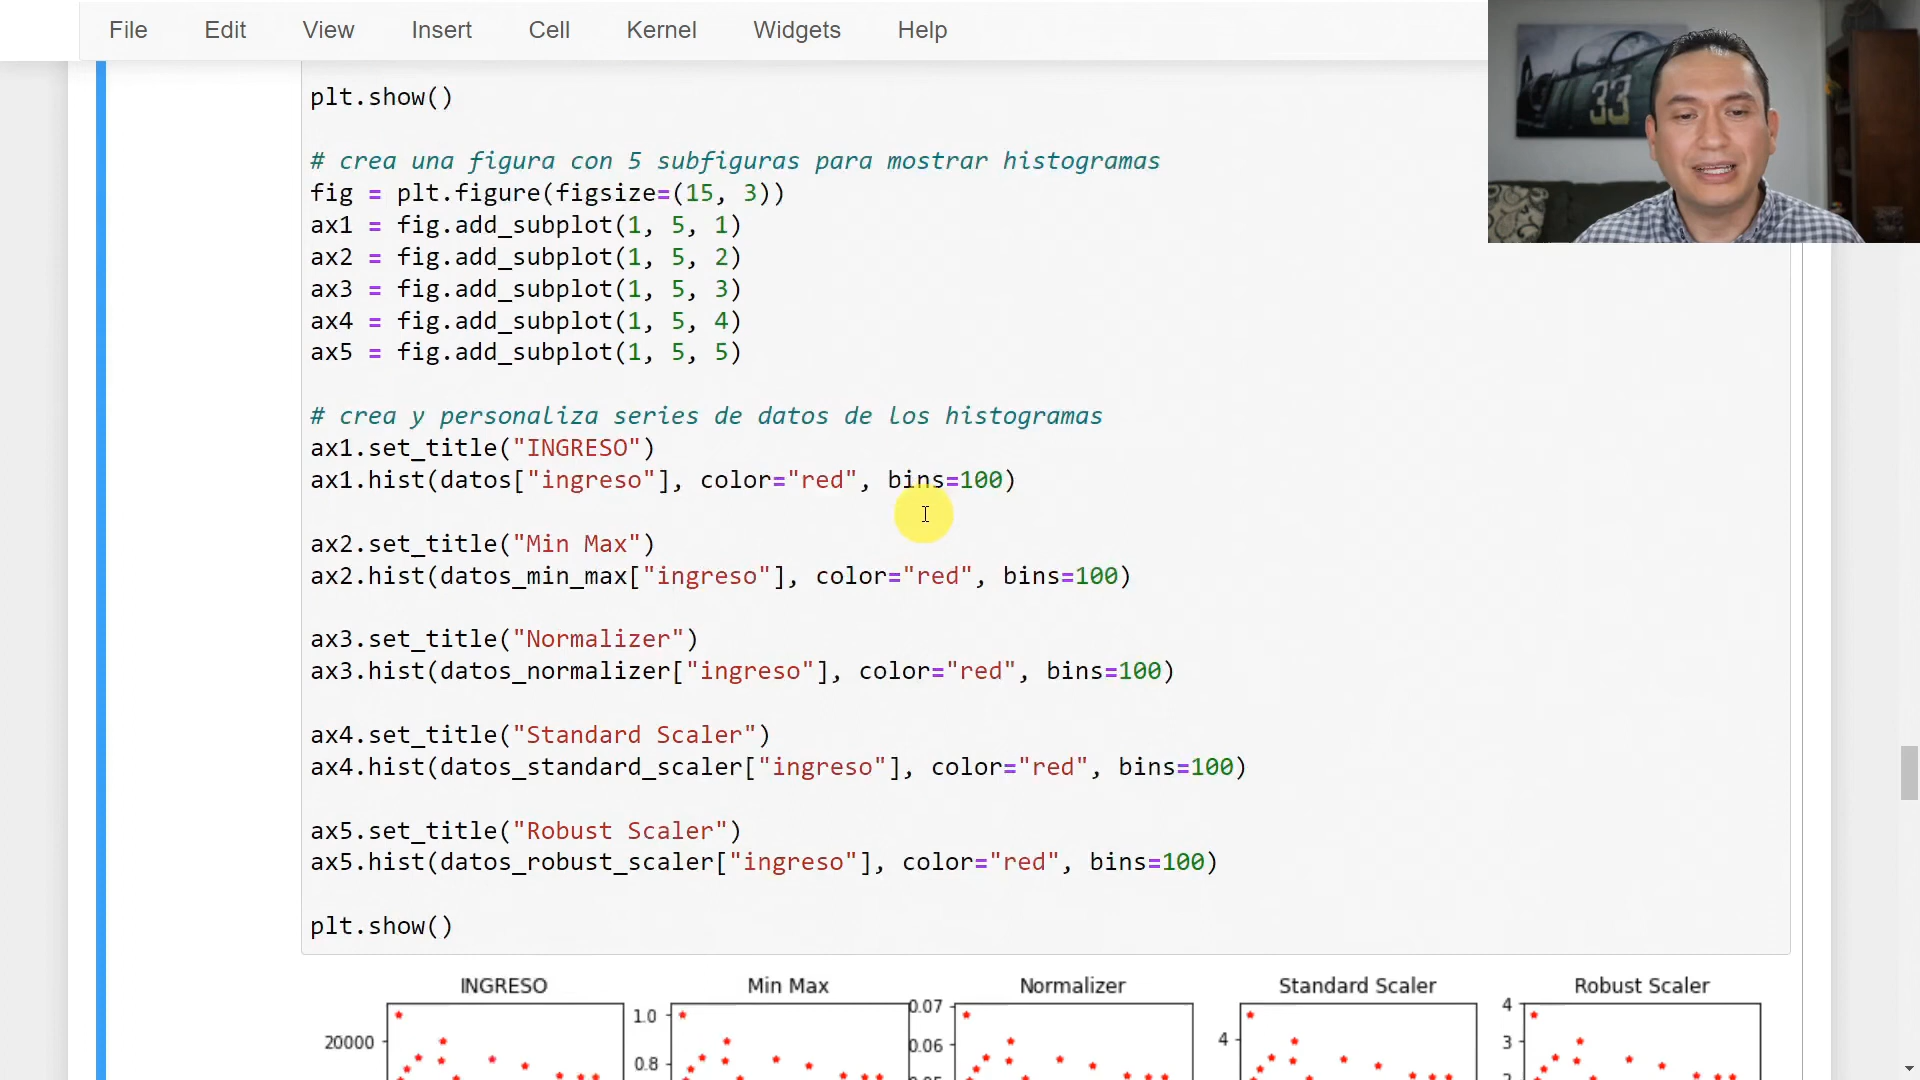 File Edit View Insert Cell Kernel Widgets Help
33
plt.show()
# crea una figura con 5 subfiguras para mostrar histogramas
fig = plt.figure(figsize=(15, 3))
ax1 = fig.add_subplot(1, 5, 1)
ax2 = fig.add_subplot(1, 5, 2)
ax3 = fig.add_subplot(1, 5, 3)
ax4 = fig.add_subplot(1, 5, 4)
ax5 = fig.add_subplot(1, 5, 5)
# crea y personaliza series de datos de los histogramas
ax1.set_title("INGRESO")
ax1.hist(datos["ingreso"], color="red", bins=100)
ax2.set_title("Min Max")
ax2.hist(datos_min_max["ingreso"], color="red", bins=100)
ax3.set_title("Normalizer")
ax3.hist(datos_normalizer["ingreso"], color="red", bins=100)
ax4.set_title("Standard Scaler")
ax4.hist(datos_standard_scaler["ingreso"], color="red", bins=100)
ax5.set_title("Robust Scaler")
ax5.hist(datos_robust_scaler["ingreso"], color="red", bins=100)
plt.show()
INGRESO Min Max Normalizer Standard Scaler Robust Scaler
1.0 0.07 4
20000 0.06 4 3
0.8